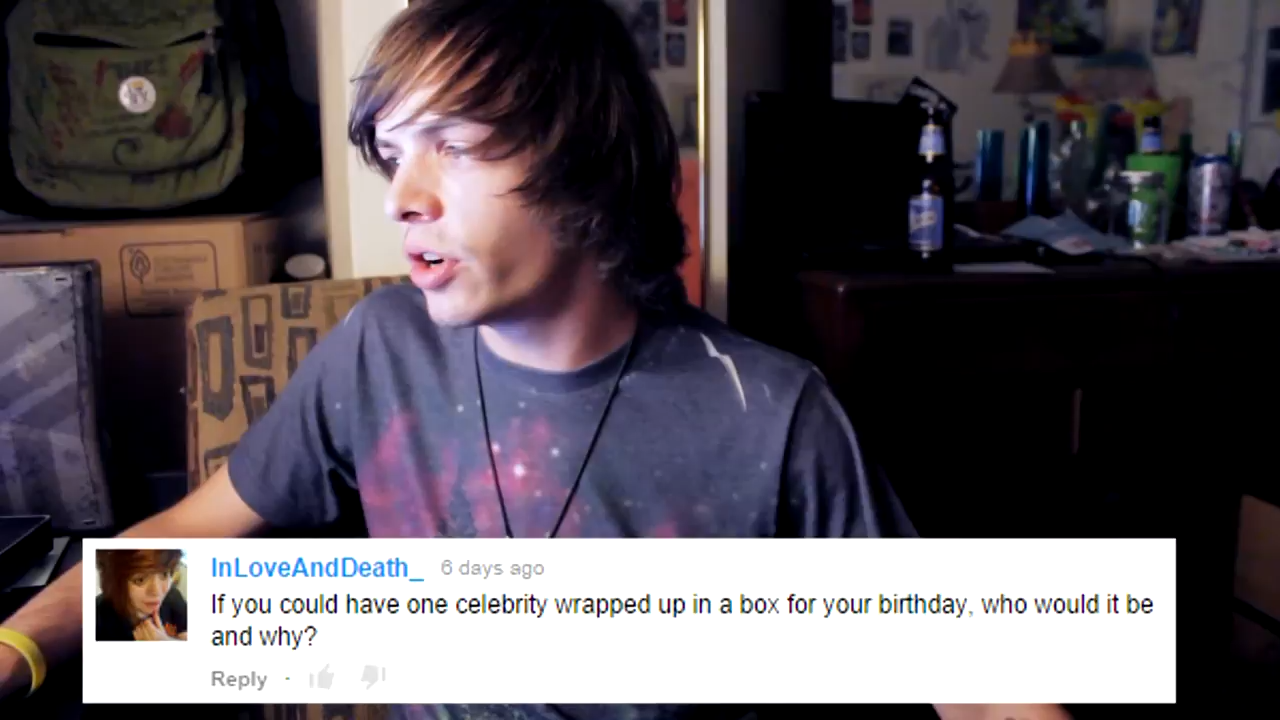 InLoveAndDeath_ 6 days ago
If you could have one celebrity wrapped up in a box for your birthday, who would it be
and why?
Reply ·